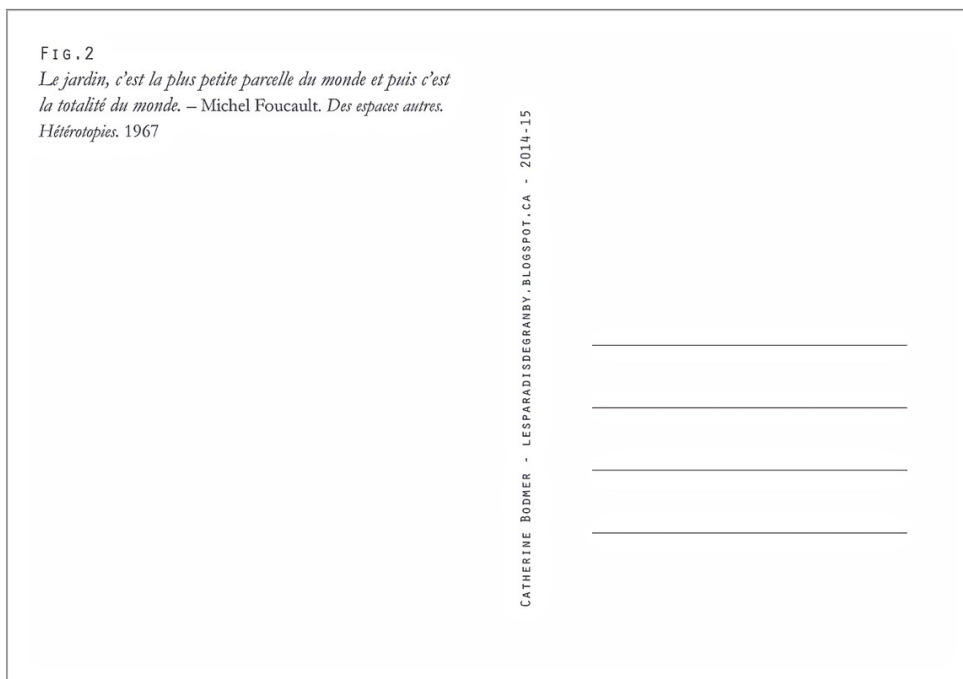 FIG.2
Le jardin, c'est la plus petite parcelle du monde et puis c'est
la totalité du monde. – Michel Foucault. Des espaces autres.
Hétérotopies. 1967
CATHERINE BODMER - LESPARADISDEGRANBY.BLOGSPOT.CA - 2014-15